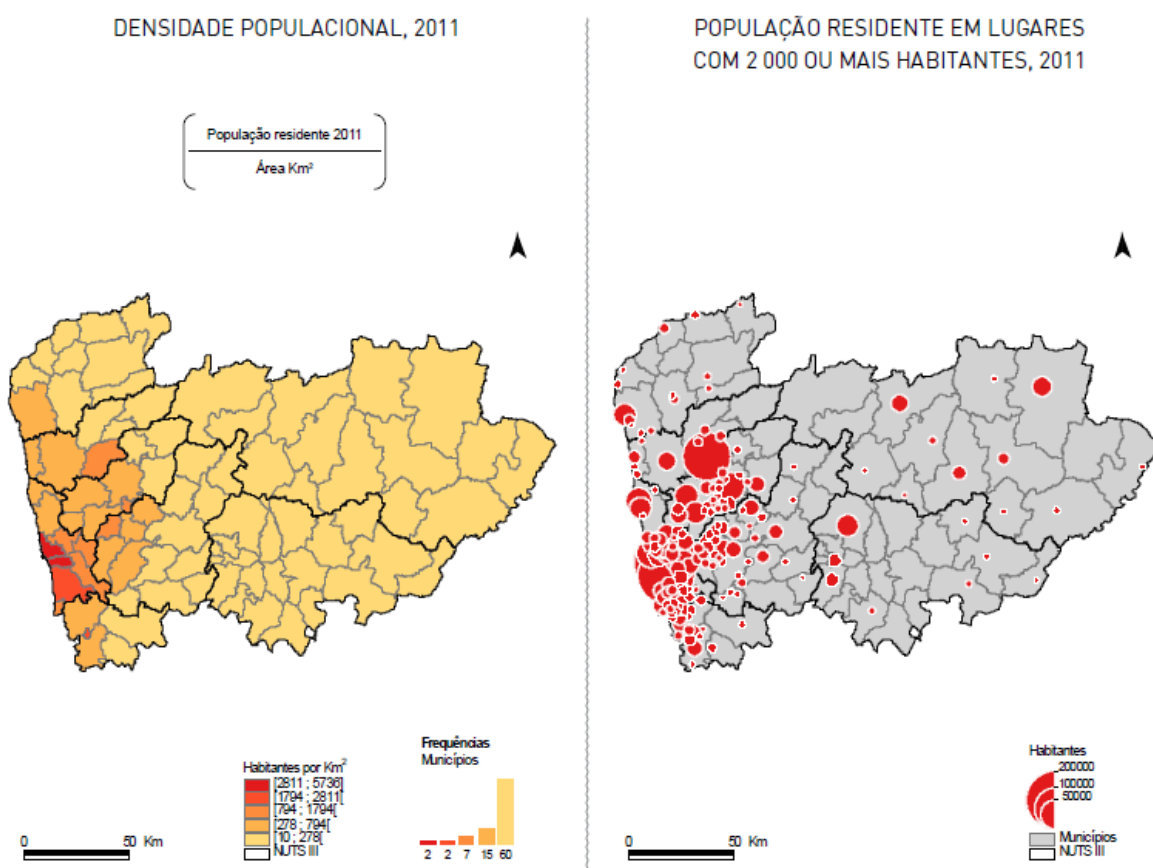 DENSIDADE POPULACIONAL, 2011
População residente 2011
Área Km²
Habitantes por Km²
[2811 ; 5736]
[1794 ; 2811[
[794 ; 1794[
[278 ; 794[
[10 ; 278[
NUTS III
Frequências
Municípios
2 2 7 15 60
0 50 Km
POPULAÇÃO RESIDENTE EM LUGARES
COM 2 000 OU MAIS HABITANTES, 2011
Habitantes
200000
100000
50000
Municípios
NUTS III
0 50 Km